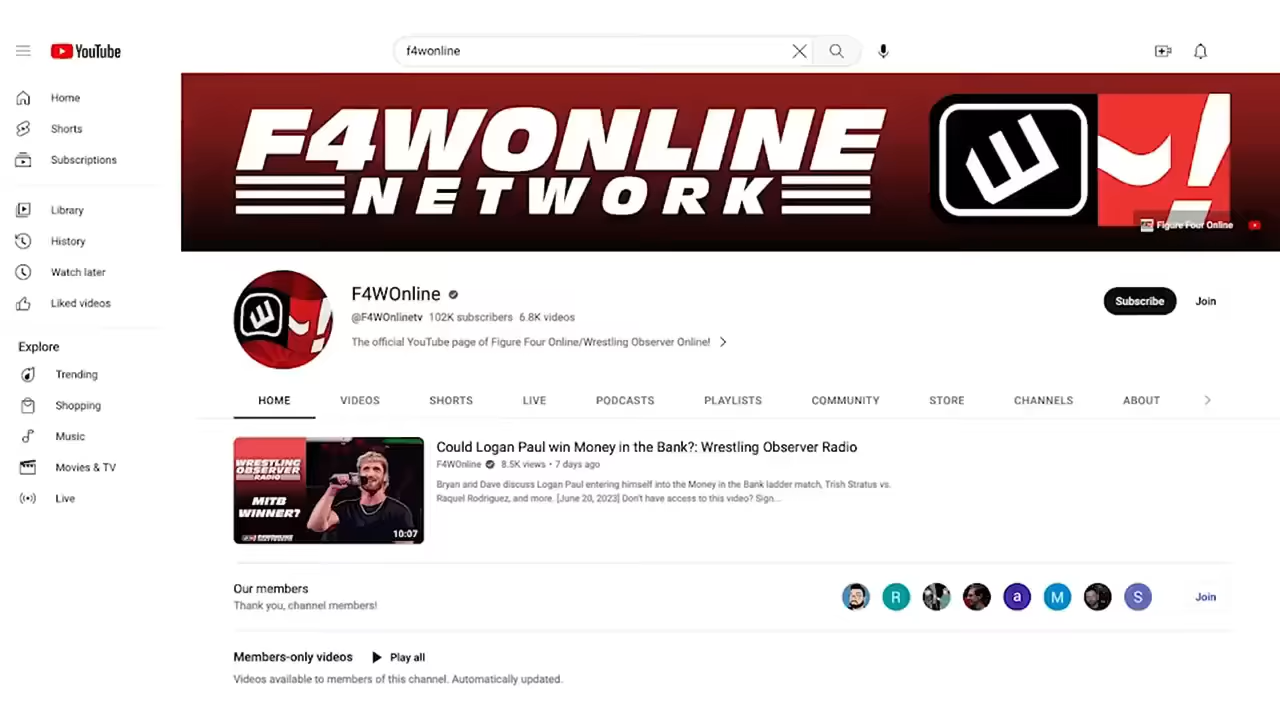 YouTube
f4wonline
Home
Shorts
Subscriptions
Library
History
Watch later
Liked videos
Explore
Trending
Shopping
Music
Movies & TV
Live
F4WONLINE
NETWORK
Figure Four Online
F4WOnline
@F4WOnlinetv 102K subscribers 6.8K videos
The official YouTube page of Figure Four Online/Wrestling Observer Online!
Subscribe
Join
HOME VIDEOS SHORTS LIVE PODCASTS PLAYLISTS COMMUNITY STORE CHANNELS ABOUT
WRESTLING
OBSERVER
RADIO
MITB
WINNER?
10:07
Could Logan Paul win Money in the Bank?: Wrestling Observer Radio
F4WOnline 8.5K views • 7 days ago
Bryan and Dave discuss Logan Paul entering himself into the Money in the Bank ladder match, Trish Stratus vs.
Raquel Rodriguez, and more. [June 20, 2023] Don't have access to this video? Sign...
Our members
Thank you, channel members!
R
a
M
S
Join
Members-only videos
Play all
Videos available to members of this channel. Automatically updated.